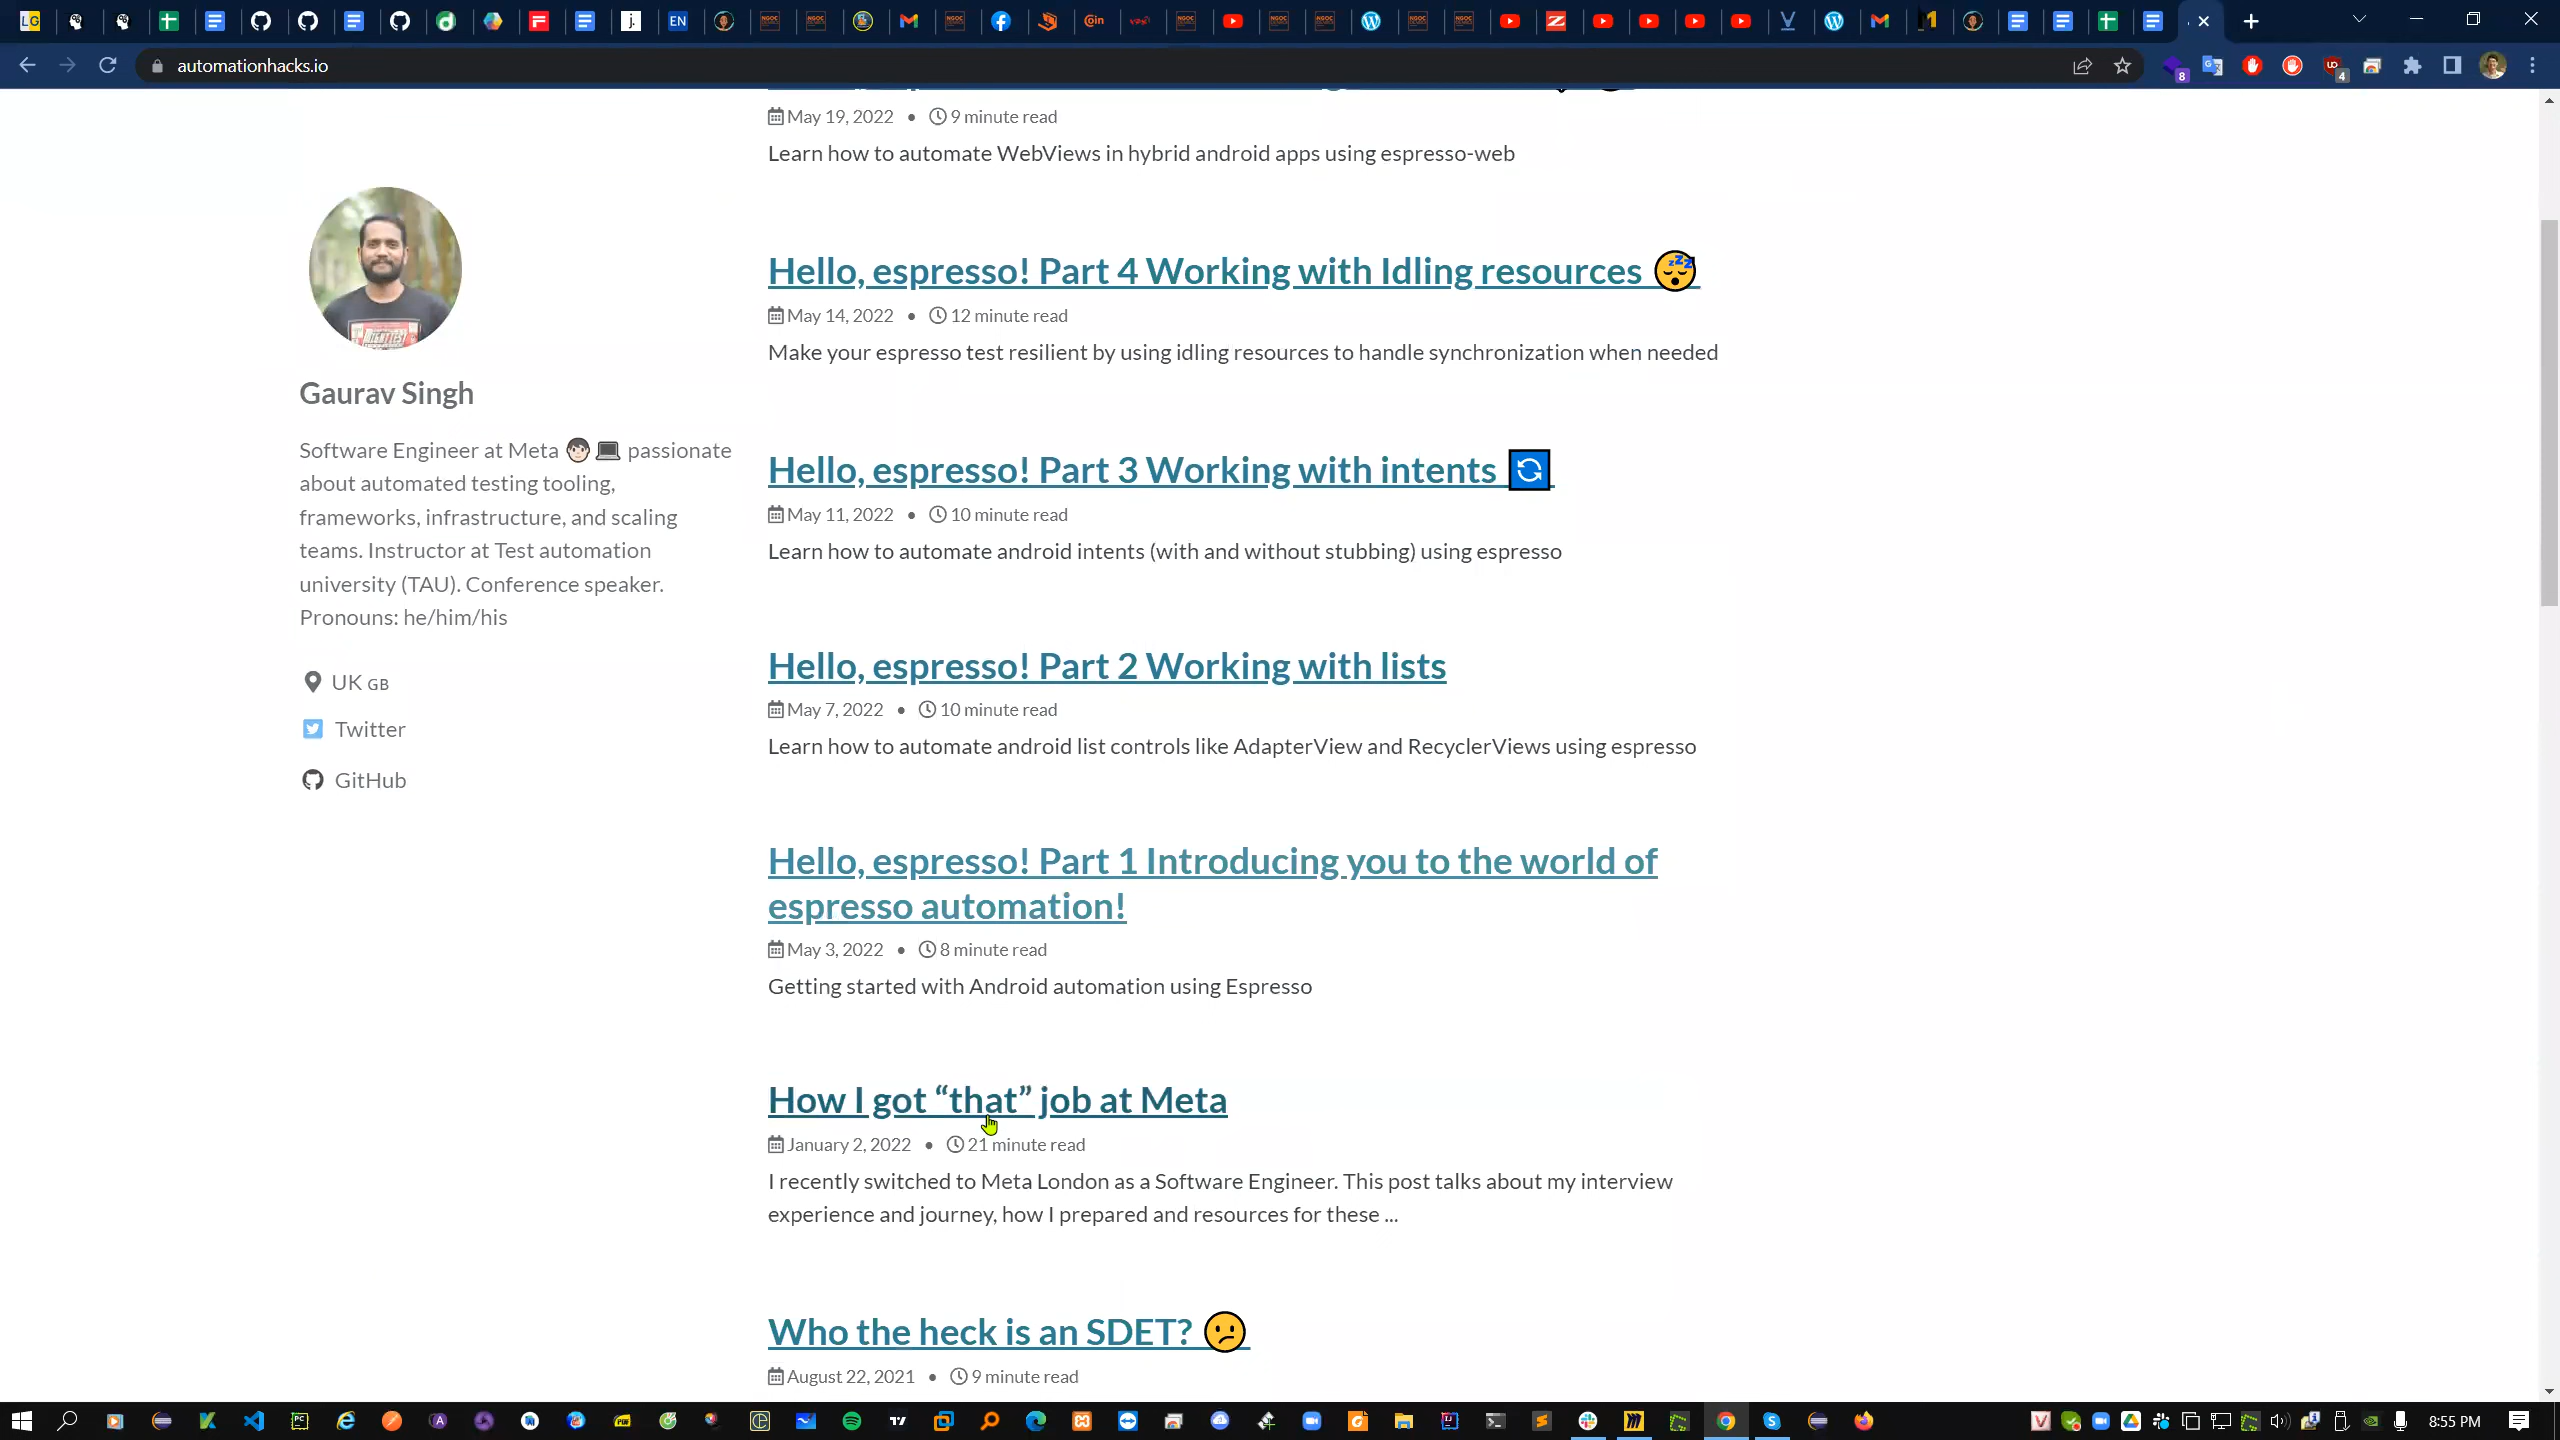 automationhacks.io
8
4
May 19, 2022 • 9 minute read
Learn how to automate WebViews in hybrid android apps using espresso-web
Gaurav Singh
Software Engineer at Meta passionate
about automated testing tooling,
frameworks, infrastructure, and scaling
teams. Instructor at Test automation
university (TAU). Conference speaker.
Pronouns: he/him/his
UK GB
Twitter
GitHub
Hello, espresso! Part 4 Working with Idling resources
May 14, 2022 • 12 minute read
Make your espresso test resilient by using idling resources to handle synchronization when needed
Hello, espresso! Part 3 Working with intents
May 11, 2022 • 10 minute read
Learn how to automate android intents (with and without stubbing) using espresso
Hello, espresso! Part 2 Working with lists
May 7, 2022 • 10 minute read
Learn how to automate android list controls like AdapterView and RecyclerViews using espresso
Hello, espresso! Part 1 Introducing you to the world of
espresso automation!
May 3, 2022 • 8 minute read
Getting started with Android automation using Espresso
How I got “that” job at Meta
January 2, 2022 • 21 minute read
I recently switched to Meta London as a Software Engineer. This post talks about my interview
experience and journey, how I prepared and resources for these ...
Who the heck is an SDET?
August 22, 2021 • 9 minute read
8:55 PM